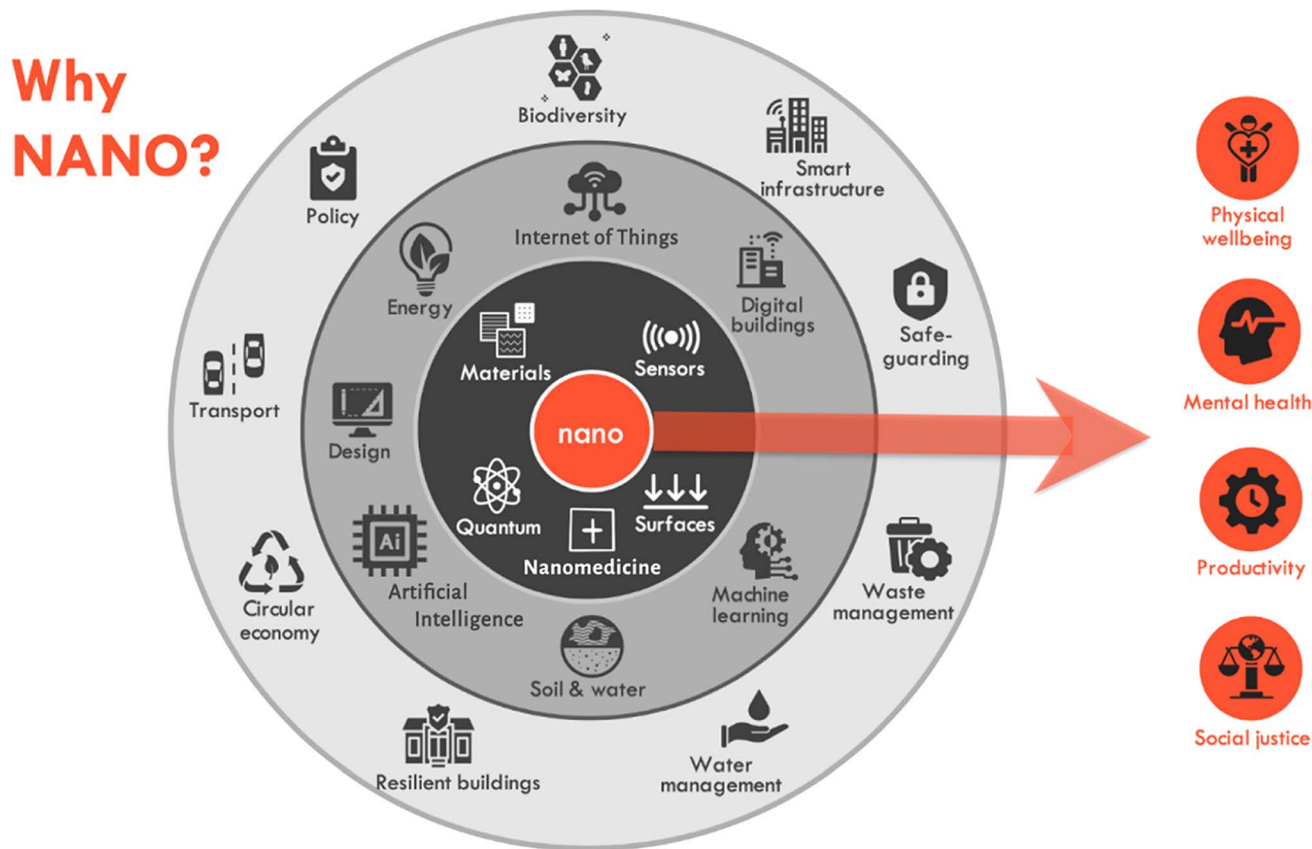 Why
NANO?
Biodiversity
Smart
infrastructure
Policy
Safe-
guarding
Transport
Circular
economy
Waste
management
Resilient buildings
Water
management
Internet of Things
Energy
Digital
buildings
Design
Ai
Artificial
Intelligence
Machine
learning
Soil & water
Materials
Sensors
nano
Quantum
Surfaces
Nanomedicine
Physical
wellbeing
Mental health
Productivity
Social justice